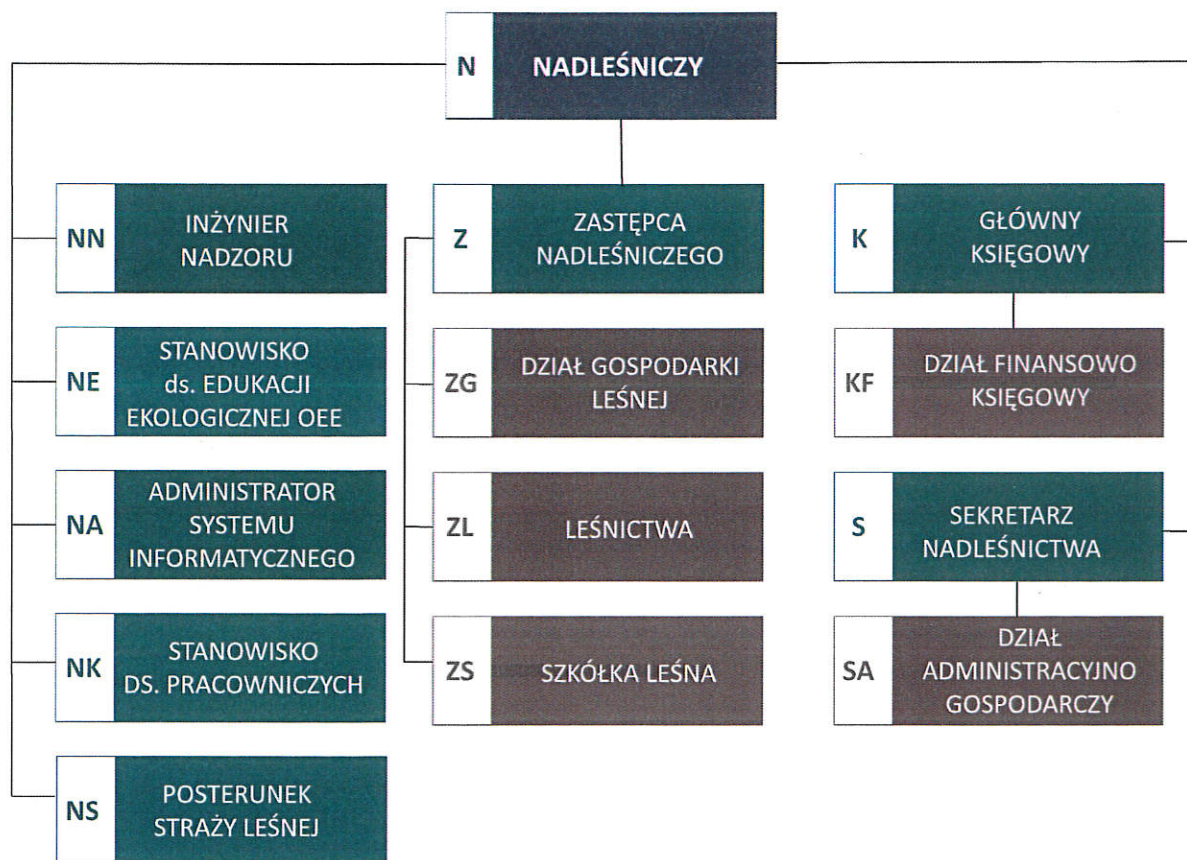 N
NADLEŚNICZY
NN
INŻYNIER
NADZORU
NE
STANOWISKO
ds. EDUKACJI
EKOLOGICZNEJ OEE
NA
ADMINISTRATOR
SYSTEMU
INFORMATYCZNEGO
NK
STANOWISKO
DS. PRACOWNICZYCH
NS
POSTERUNEK
STRAŻY LEŚNEJ
Z
ZASTĘPCA
NADLEŚNICZEGO
ZG
DZIAŁ GOSPODARKI
LEŚNEJ
ZL
LEŚNICTWA
ZS
SZKÓŁKA LEŚNA
K
GŁÓWNY
KSIĘGOWY
KF
DZIAŁ FINANSOWO
KSIĘGOWY
S
SEKRETARZ
NADLEŚNICTWA
SA
DZIAŁ
ADMINISTRACYJNO
GOSPODARCZY